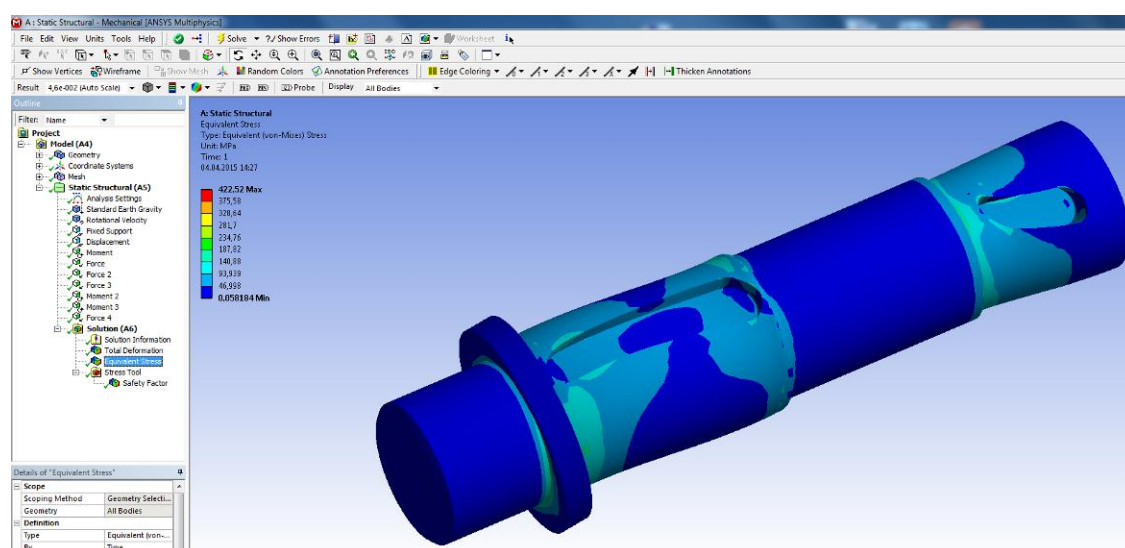 A : Static Structural - Mechanical [ANSYS Multiphysics]
File Edit View Units Tools Help Solve ?/ Show Errors Worksheet
Show Vertices Wireframe Show Mesh Random Colors Annotation Preferences Edge Coloring Thicken Annotations
Result 4,6e-002 (Auto Scale) Probe Display All Bodies
Outline
Filter: Name
Project
Model (A4)
Geometry
Coordinate Systems
Mesh
Static Structural (A5)
Analysis Settings
Standard Earth Gravity
Rotational Velocity
Fixed Support
Displacement
Moment
Force
Force 2
Force 3
Moment 2
Moment 3
Force 4
Solution (A6)
Solution Information
Total Deformation
Equivalent Stress
Stress Tool
Safety Factor
Details of "Equivalent Stress"
Scope
Scoping Method Geometry Selecti...
Geometry All Bodies
Definition
Type Equivalent (von-...
By Time
A: Static Structural
Equivalent Stress
Type: Equivalent (von-Mises) Stress
Unit: MPa
Time: 1
04.04.2015 14:27
422,52 Max
375,58
328,64
281,7
234,76
187,82
140,88
93,939
46,998
0,058184 Min